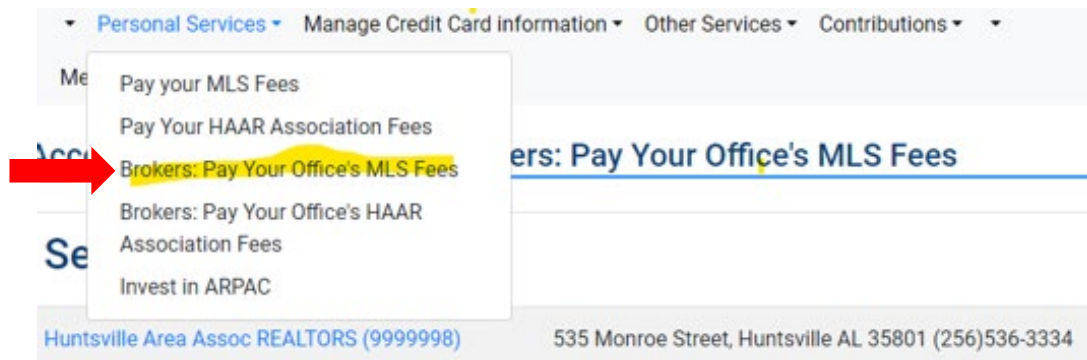 Personal Services Manage Credit Card information Other Services Contributions
Me
Pay your MLS Fees
Pay Your HAAR Association Fees
Acce
ers: Pay Your Office's MLS Fees
Brokers: Pay Your Office's MLS Fees
Brokers: Pay Your Office's HAAR
Association Fees
Se
Invest in ARPAC
Huntsville Area Assoc REALTORS (9999998) 535 Monroe Street, Huntsville AL 35801 (256)536-3334